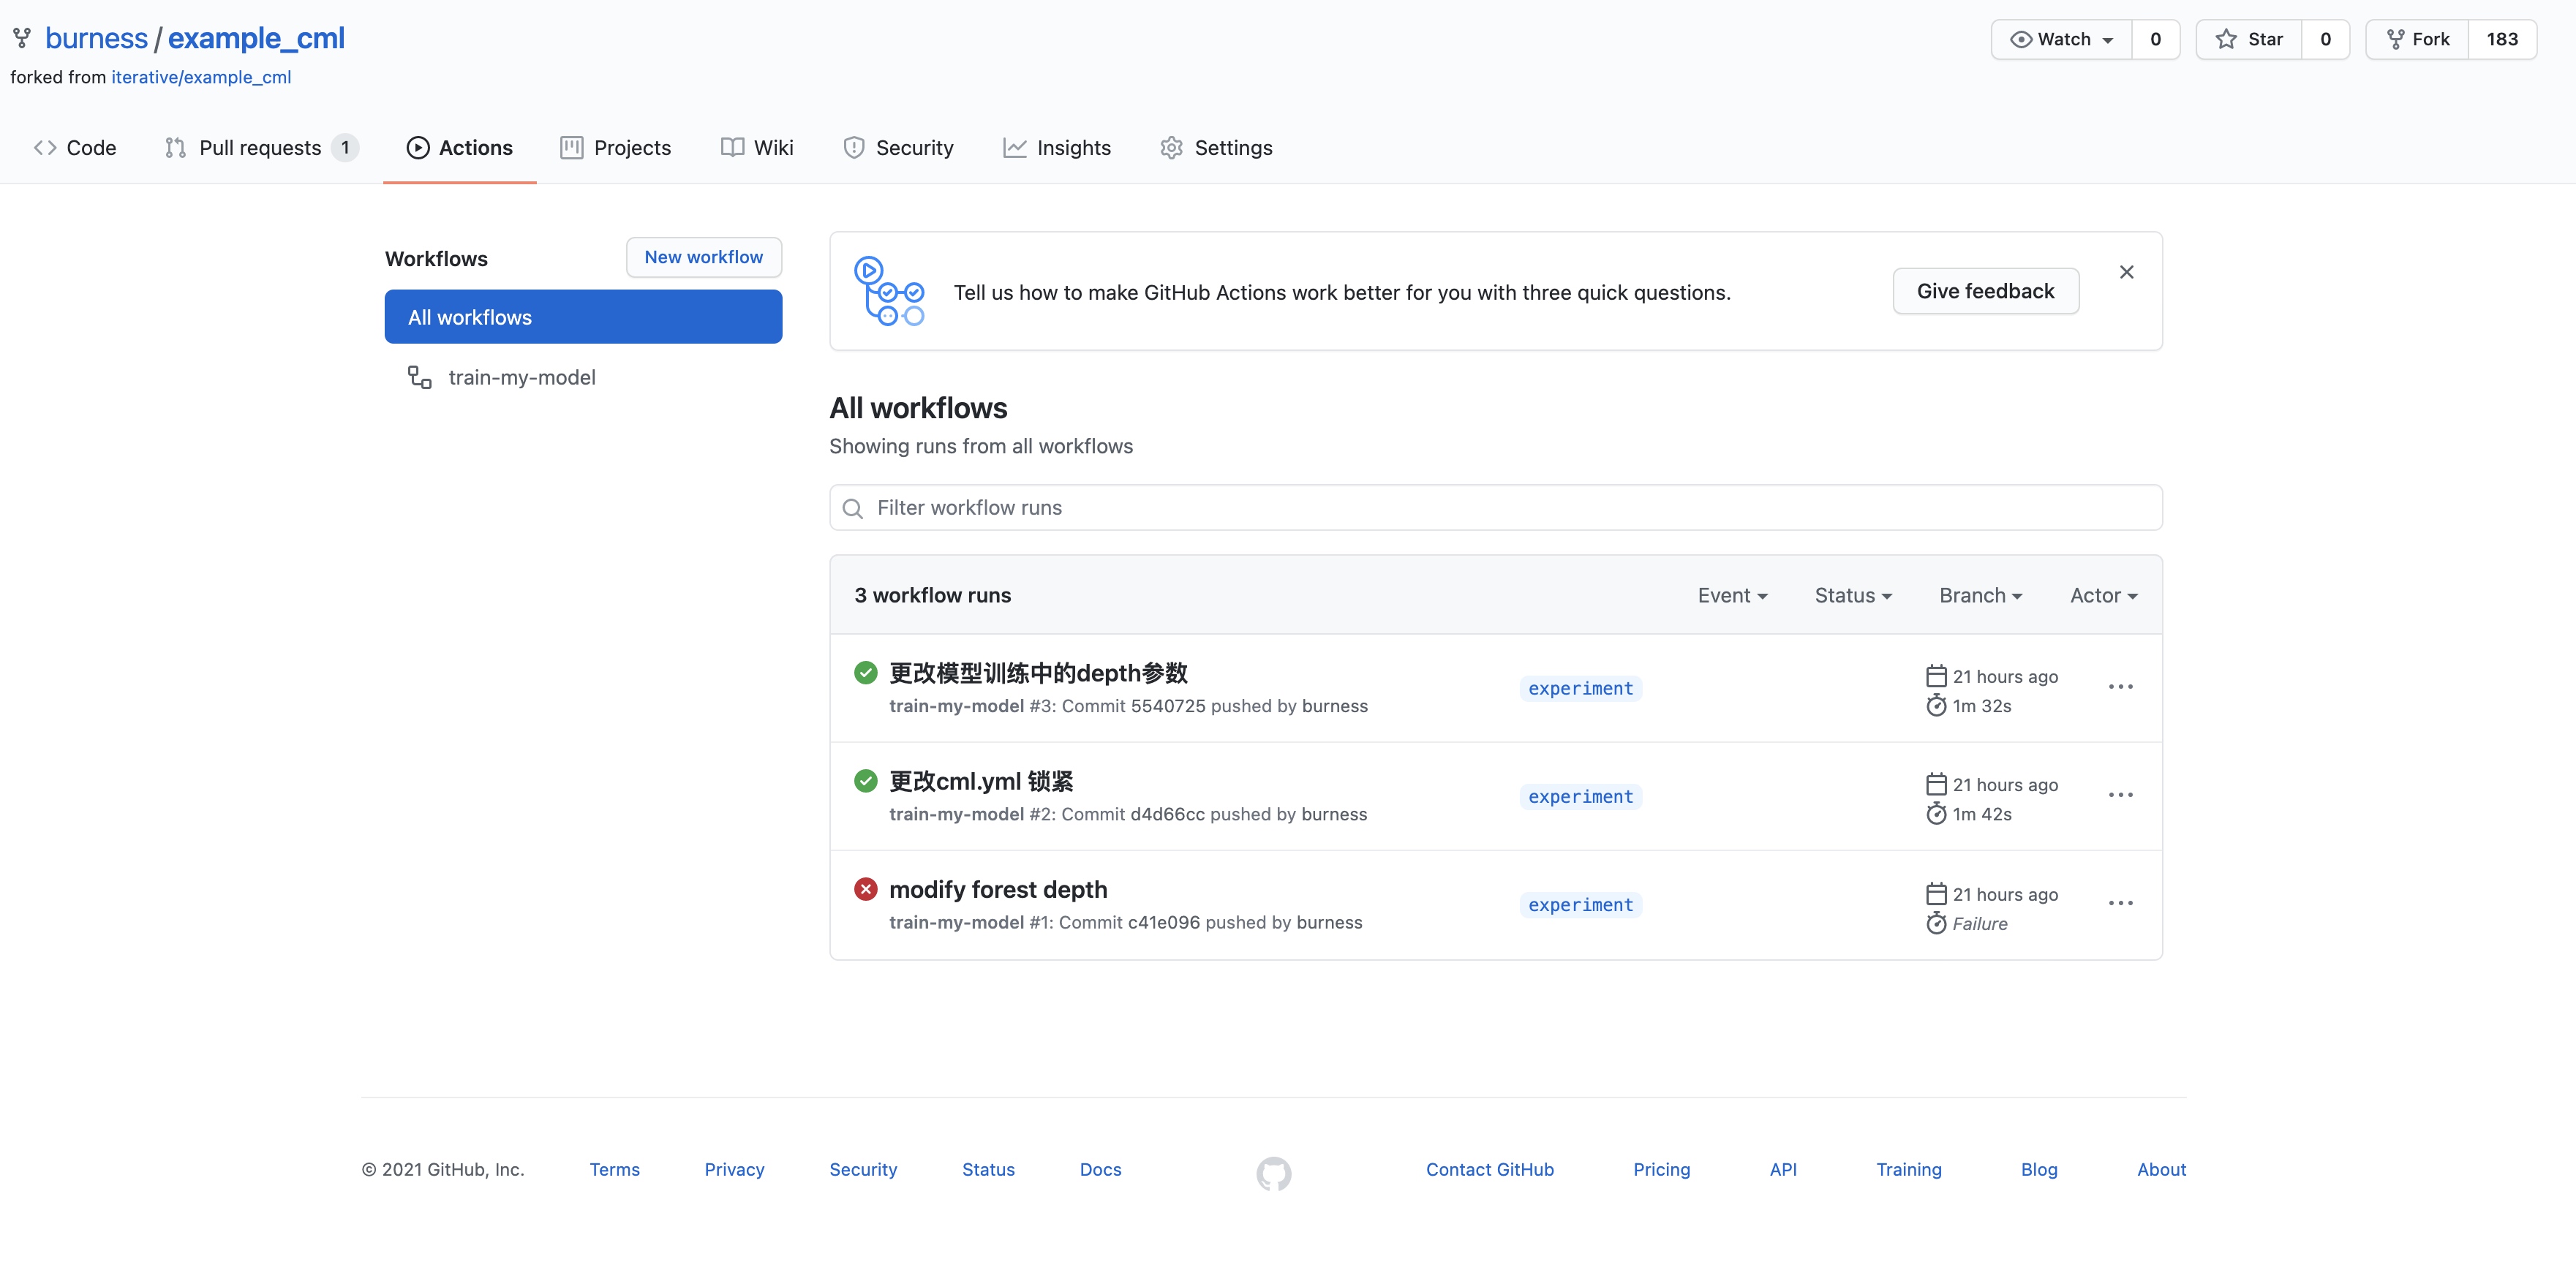 burness / example_cml
Watch 0 Star 0 Fork 183
forked from iterative/example_cml
Code Pull requests 1 Actions Projects Wiki Security Insights Settings
Workflows New workflow
All workflows
train-my-model
Tell us how to make GitHub Actions work better for you with three quick questions. Give feedback
All workflows
Showing runs from all workflows
Filter workflow runs
3 workflow runs Event Status Branch Actor
更改模型训练中的depth参数
train-my-model #3: Commit 5540725 pushed by burness
experiment
21 hours ago
1m 32s
更改cml.yml 锁紧
train-my-model #2: Commit d4d66cc pushed by burness
experiment
21 hours ago
1m 42s
modify forest depth
train-my-model #1: Commit c41e096 pushed by burness
experiment
21 hours ago
Failure
© 2021 GitHub, Inc. Terms Privacy Security Status Docs Contact GitHub Pricing API Training Blog About